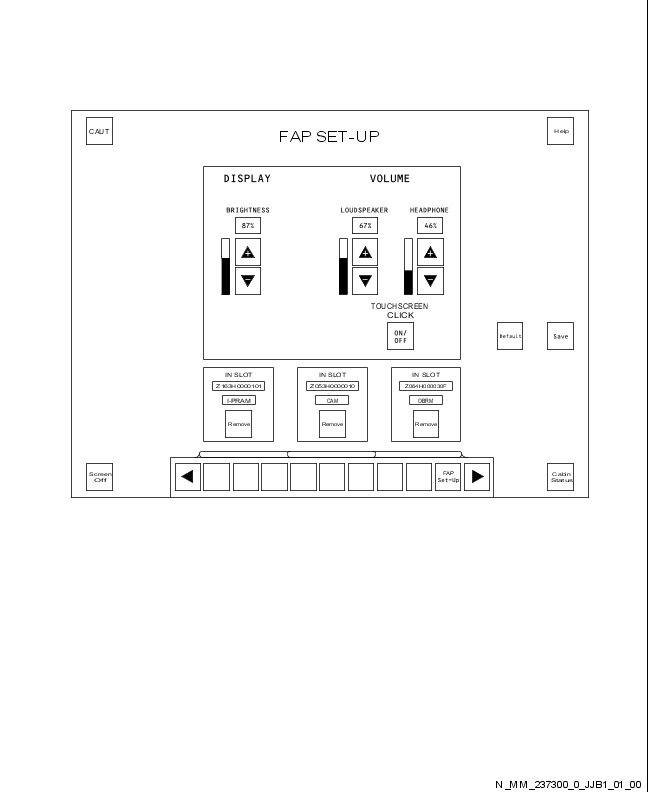 CAUT
FAP SET-UP
Help
DISPLAY
VOLUME
BRIGHTNESS
LOUDSPEAKER
HEADPHONE
87%
67%
46%
+
+
+
−
−
−
TOUCHSCREEN
CLICK
ON/
OFF
Default
Save
IN SLOT
IN SLOT
IN SLOT
Z163H0000101
Z053H0000010
Z064H000030F
I-PRAM
CAM
OBRM
Remove
Remove
Remove
Screen
Off
FAP
Set-Up
Cabin
Status
N_MM_237300_0_JJB1_01_00